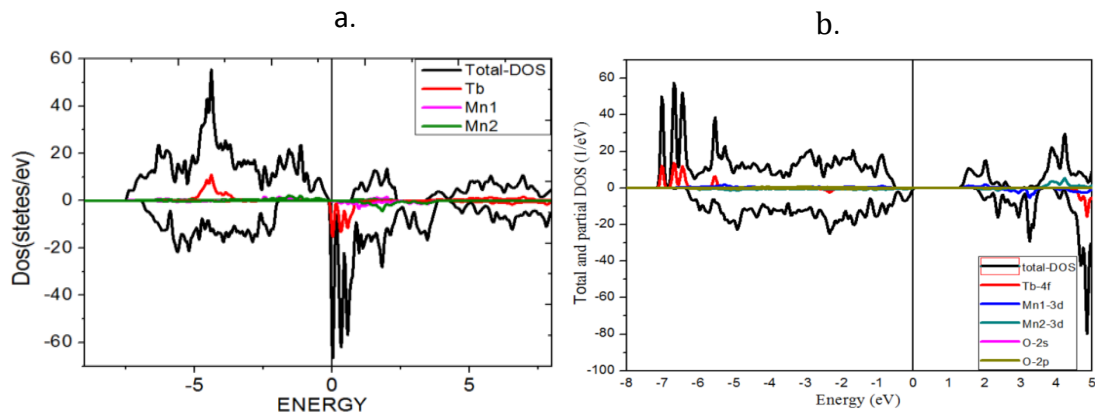 a.
60
40
20
0
-20
-40
-60
Dos(stetes/ev)
Total-DOS
Tb
Mn1
Mn2
-5
0
5
ENERGY
b.
60
40
20
0
-20
-40
-60
-80
-100
Total and partial DOS (1/eV)
total-DOS
Tb-4f
Mn1-3d
Mn2-3d
O-2s
O-2p
-8 -7 -6 -5 -4 -3 -2 -1 0 1 2 3 4 5
Energy (eV)